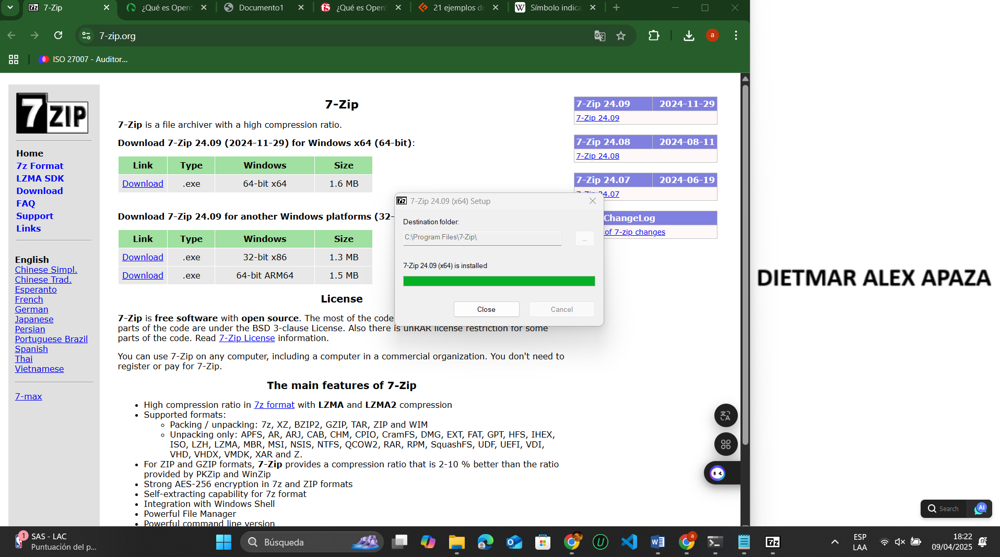 7-Zip
¿Qué es OpenS
Documento1
¿Qué es OpenS
21 ejemplos de
Símbolo indica
7-zip.org
a
ISO 27007 - Auditor...
7ZIP
Home
7z Format
LZMA SDK
Download
FAQ
Support
Links
English
Chinese Simpl.
Chinese Trad.
Esperanto
French
German
Japanese
Persian
Portuguese Brazil
Spanish
Thai
Vietnamese
7-max
7-Zip
7-Zip is a file archiver with a high compression ratio.
Download 7-Zip 24.09 (2024-11-29) for Windows x64 (64-bit):
Link Type Windows Size
Download .exe 64-bit x64 1.6 MB
Download 7-Zip 24.09 for another Windows platforms (32-
Link Type Windows Size
Download .exe 32-bit x86 1.3 MB
Download .exe 64-bit ARM64 1.5 MB
License
7-Zip is free software with open source. The most of the code
parts of the code are under the BSD 3-clause License. Also there is unRAR license restriction for some
parts of the code. Read 7-Zip License information.
You can use 7-Zip on any computer, including a computer in a commercial organization. You don't need to
register or pay for 7-Zip.
The main features of 7-Zip
• High compression ratio in 7z format with LZMA and LZMA2 compression
• Supported formats:
◦ Packing / unpacking: 7z, XZ, BZIP2, GZIP, TAR, ZIP and WIM
◦ Unpacking only: APFS, AR, ARJ, CAB, CHM, CPIO, CramFS, DMG, EXT, FAT, GPT, HFS, IHEX,
ISO, LZH, LZMA, MBR, MSI, NSIS, NTFS, QCOW2, RAR, RPM, SquashFS, UDF, UEFI, VDI,
VHD, VHDX, VMDK, XAR and Z.
• For ZIP and GZIP formats, 7-Zip provides a compression ratio that is 2-10 % better than the ratio
provided by PKZip and WinZip
• Strong AES-256 encryption in 7z and ZIP formats
• Self-extracting capability for 7z format
• Integration with Windows Shell
• Powerful File Manager
• Powerful command line version
7-Zip 24.09 2024-11-29
7-Zip 24.09
7-Zip 24.08 2024-08-11
7-Zip 24.08
7-Zip 24.07 2024-06-19
24.07
ChangeLog
of 7-zip changes
7-Zip 24.09 (x64) Setup
Destination folder:
C:\Program Files\7-Zip\
...
7-Zip 24.09 (x64) is installed
Close Cancel
DIETMAR ALEX APAZA
Search AI
1
SAS - LAC
Puntuación del p...
Búsqueda
ESP
LAA
18:22
09/04/2025